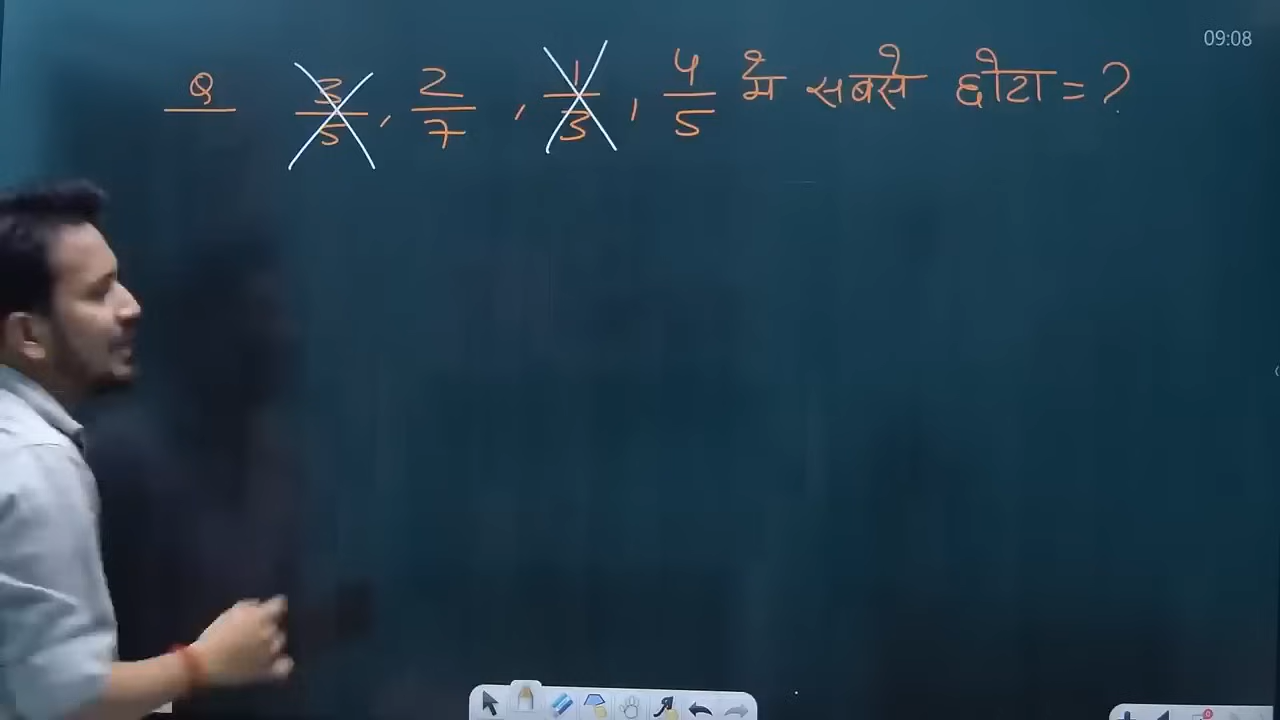 09:08
Q 3/5, 2/7, 1/3, 4/5 में सबसे छोटा = ?